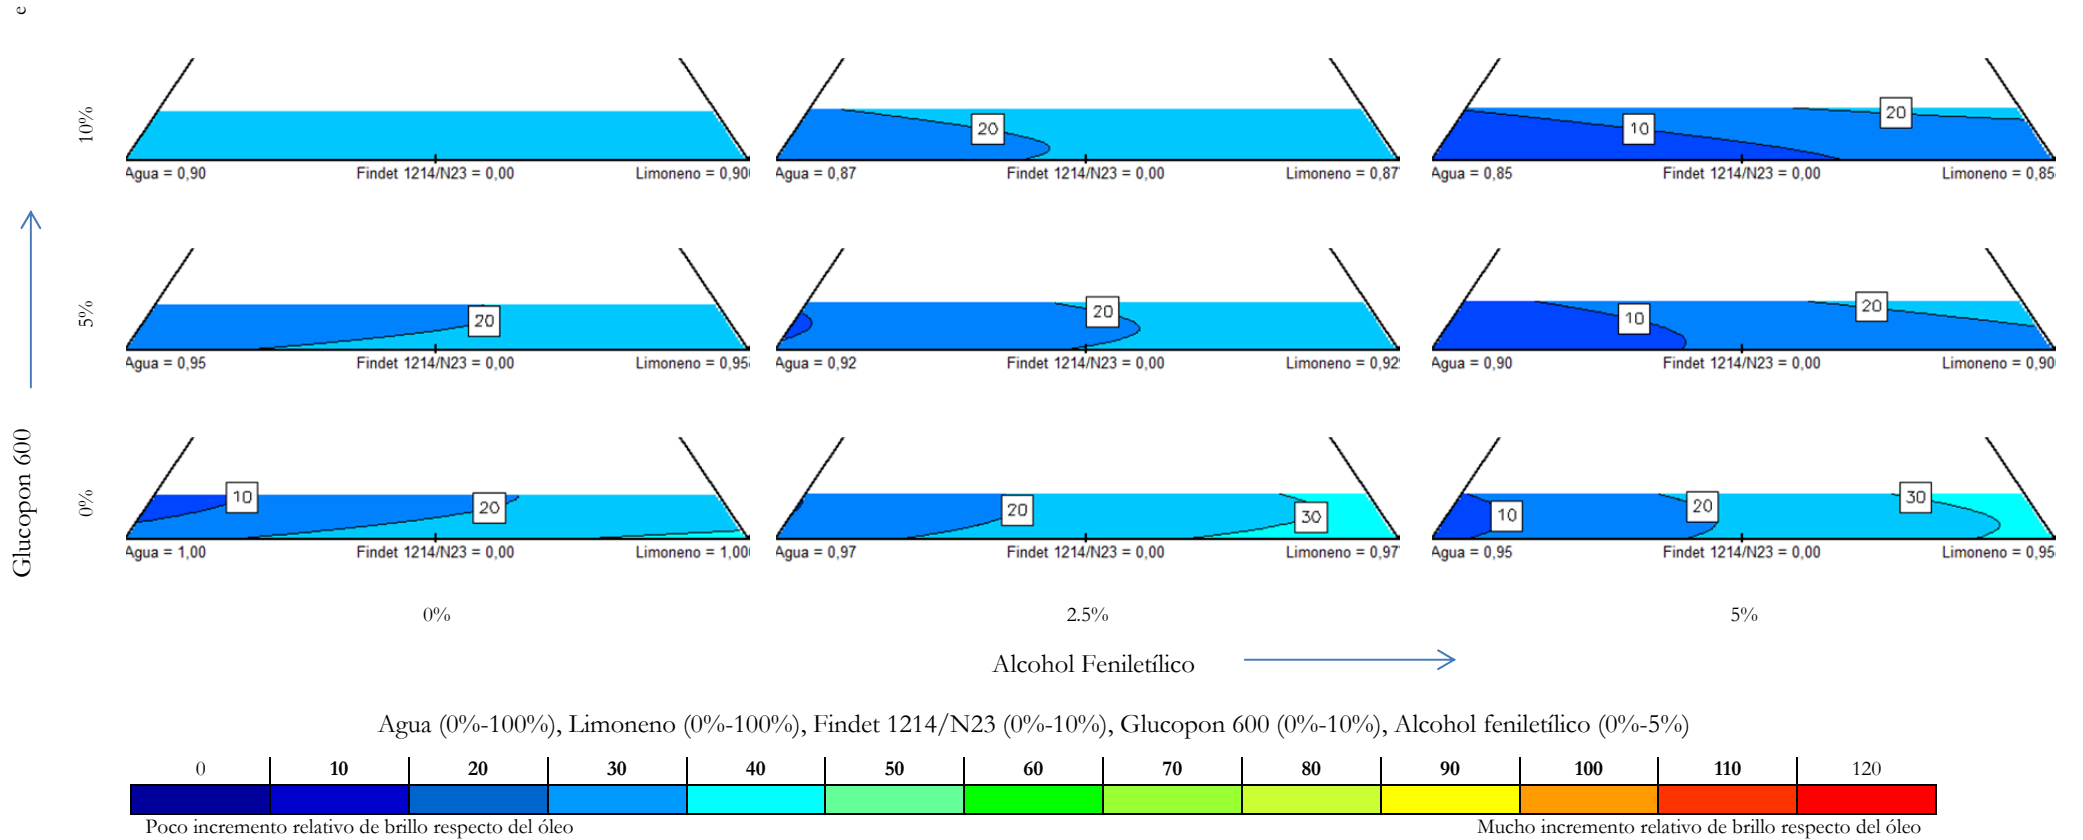 e
10%
20
10
20
Agua = 0,90 Findet 1214/N23 = 0,00 Limoneno = 0,90
Agua = 0,87 Findet 1214/N23 = 0,00 Limoneno = 0,87
Agua = 0,85 Findet 1214/N23 = 0,00 Limoneno = 0,85
5%
20
20
10
20
Agua = 0,95 Findet 1214/N23 = 0,00 Limoneno = 0,95
Agua = 0,92 Findet 1214/N23 = 0,00 Limoneno = 0,92
Agua = 0,90 Findet 1214/N23 = 0,00 Limoneno = 0,90
Glucopon 600
0%
10
20
20
30
10
20
30
Agua = 1,00 Findet 1214/N23 = 0,00 Limoneno = 1,00
Agua = 0,97 Findet 1214/N23 = 0,00 Limoneno = 0,97
Agua = 0,95 Findet 1214/N23 = 0,00 Limoneno = 0,95
0% 2.5% 5%
Alcohol Feniletílico
Agua (0%-100%), Limoneno (0%-100%), Findet 1214/N23 (0%-10%), Glucopon 600 (0%-10%), Alcohol feniletílico (0%-5%)
0 10 20 30 40 50 60 70 80 90 100 110 120
Poco incremento relativo de brillo respecto del óleo
Mucho incremento relativo de brillo respecto del óleo